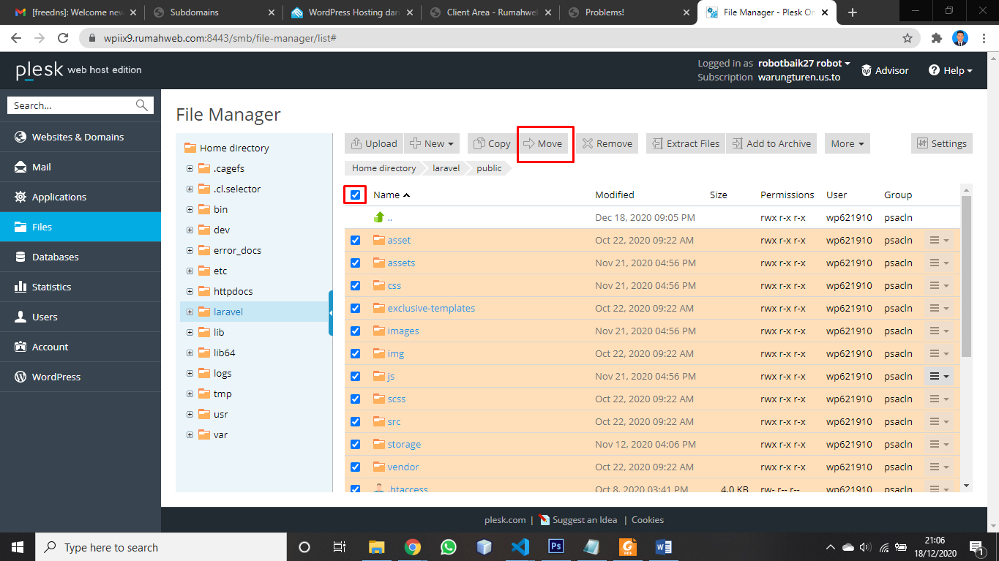 [freedns]: Welcome new
Subdomains
WordPress Hosting dari
Client Area - Rumahweb
Problems!
File Manager - Plesk On
wpiix9.rumahweb.com:8443/smb/file-manager/list#
plesk web host edition
Logged in as robotbaik27 robot
Subscription warungturen.us.to
Advisor
Help
Search...
Websites & Domains
Mail
Applications
Files
Databases
Statistics
Users
Account
WordPress
File Manager
Home directory
.cagefs
.cl.selector
bin
dev
error_docs
etc
httpdocs
laravel
lib
lib64
logs
tmp
usr
var
Upload New Copy Move Remove Extract Files Add to Archive More Settings
Home directory laravel public
Name Modified Size Permissions User Group
.. Dec 18, 2020 09:05 PM rwx r-x r-x wp621910 psacln
asset Oct 22, 2020 09:22 AM rwx r-x r-x wp621910 psacln
assets Nov 21, 2020 04:56 PM rwx r-x r-x wp621910 psacln
css Nov 21, 2020 04:56 PM rwx r-x r-x wp621910 psacln
exclusive-templates Oct 22, 2020 09:22 AM rwx r-x r-x wp621910 psacln
images Nov 21, 2020 04:56 PM rwx r-x r-x wp621910 psacln
img Oct 22, 2020 09:22 AM rwx r-x r-x wp621910 psacln
js Nov 21, 2020 04:56 PM rwx r-x r-x wp621910 psacln
scss Oct 22, 2020 09:22 AM rwx r-x r-x wp621910 psacln
src Oct 22, 2020 09:22 AM rwx r-x r-x wp621910 psacln
storage Nov 12, 2020 04:06 PM rwx r-x r-x wp621910 psacln
vendor Oct 22, 2020 09:22 AM rwx r-x r-x wp621910 psacln
.htaccess Oct 8, 2020 03:41 PM 4.0 KB rw- r-- r-- wp621910 psacln
plesk.com | Suggest an Idea | Cookies
Type here to search
Ps
PDF
21:06
18/12/2020
1